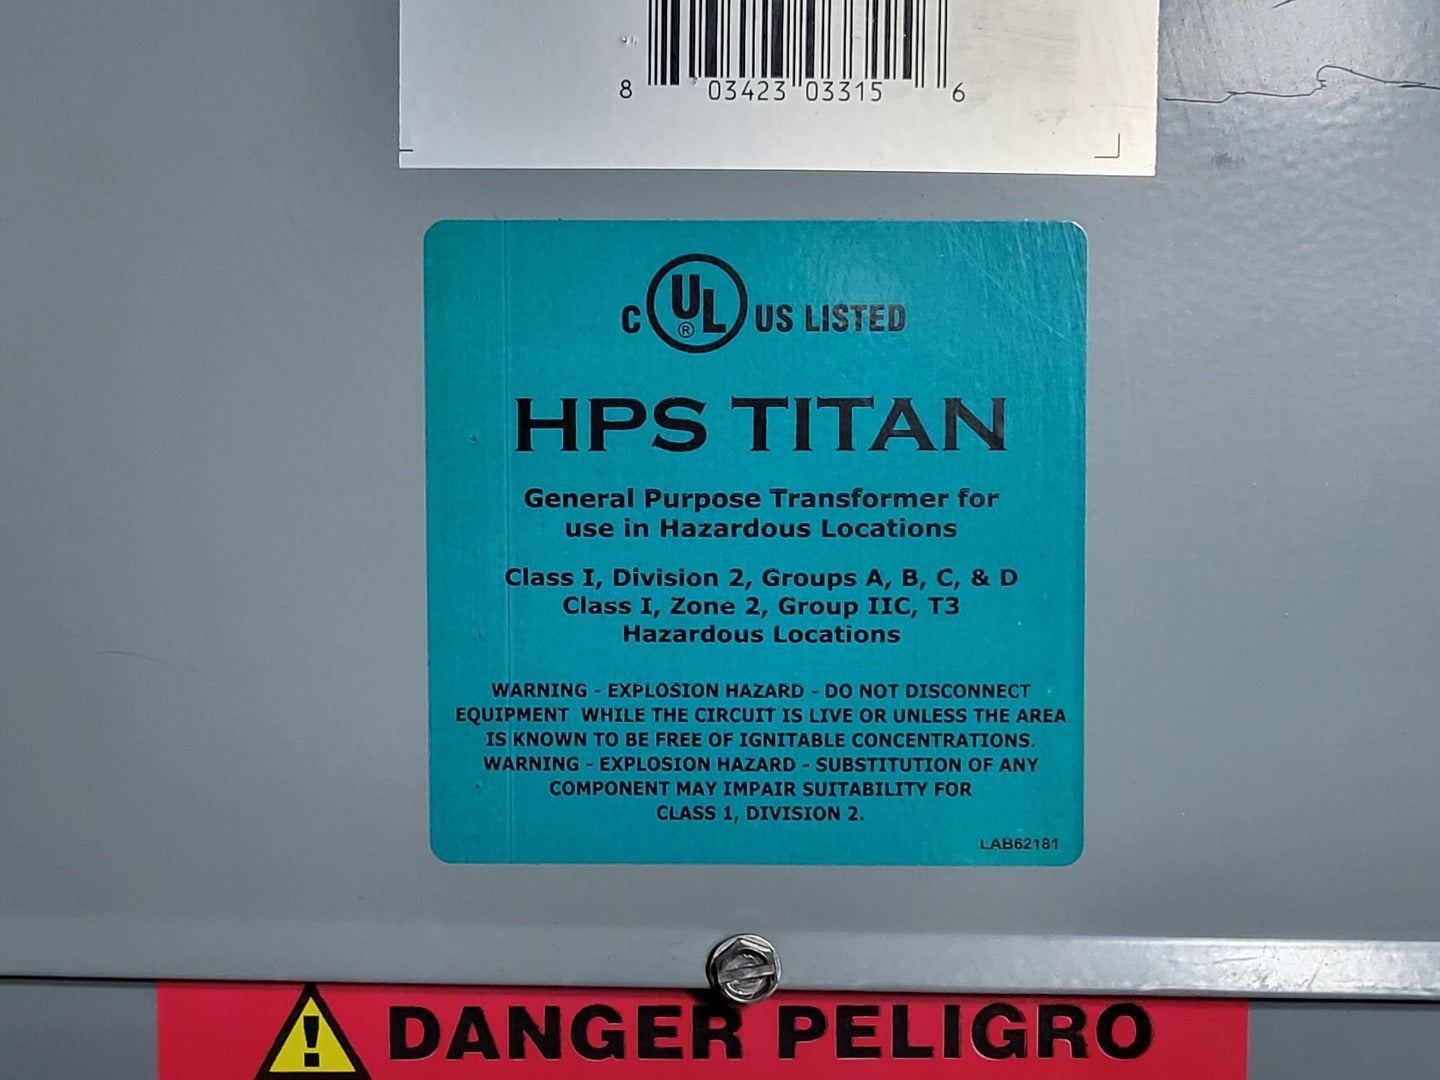 8 03423 03315 6
C UL ® US LISTED
HPS TITAN
General Purpose Transformer for
use in Hazardous Locations
Class I, Division 2, Groups A, B, C, & D
Class I, Zone 2, Group IIC, T3
Hazardous Locations
WARNING - EXPLOSION HAZARD - DO NOT DISCONNECT
EQUIPMENT WHILE THE CIRCUIT IS LIVE OR UNLESS THE AREA
IS KNOWN TO BE FREE OF IGNITABLE CONCENTRATIONS.
WARNING - EXPLOSION HAZARD - SUBSTITUTION OF ANY
COMPONENT MAY IMPAIR SUITABILITY FOR
CLASS 1, DIVISION 2.
LAB62181
! DANGER PELIGRO